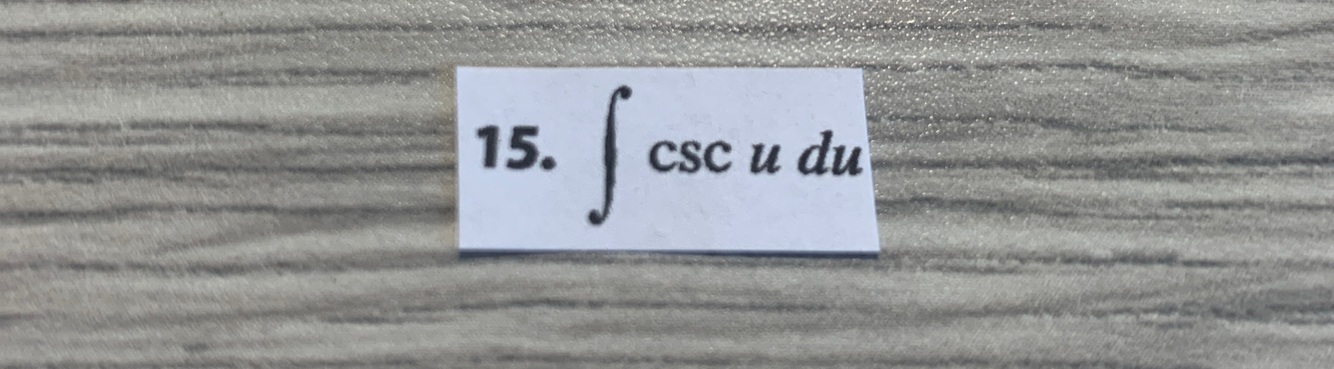 15. ∫ csc u du